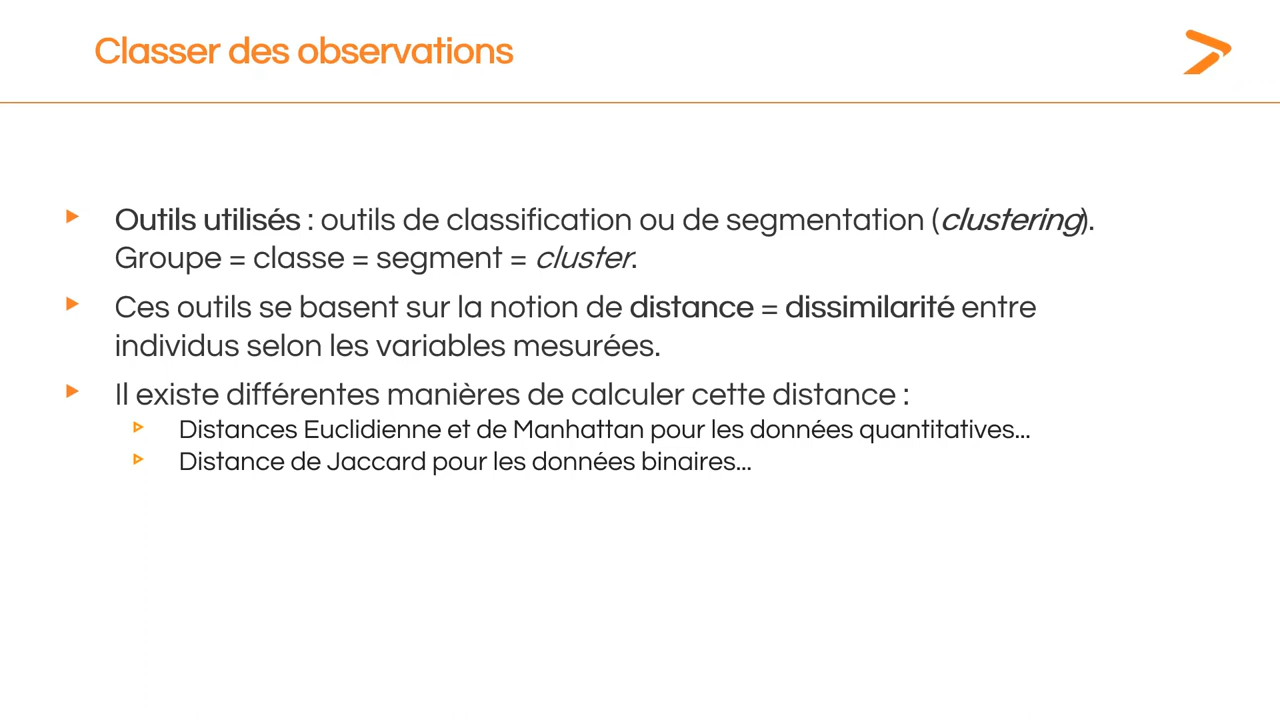 Classer des observations
Outils utilisés : outils de classification ou de segmentation (clustering).
Groupe = classe = segment = cluster.
Ces outils se basent sur la notion de distance = dissimilarité entre
individus selon les variables mesurées.
Il existe différentes manières de calculer cette distance :
Distances Euclidienne et de Manhattan pour les données quantitatives...
Distance de Jaccard pour les données binaires...